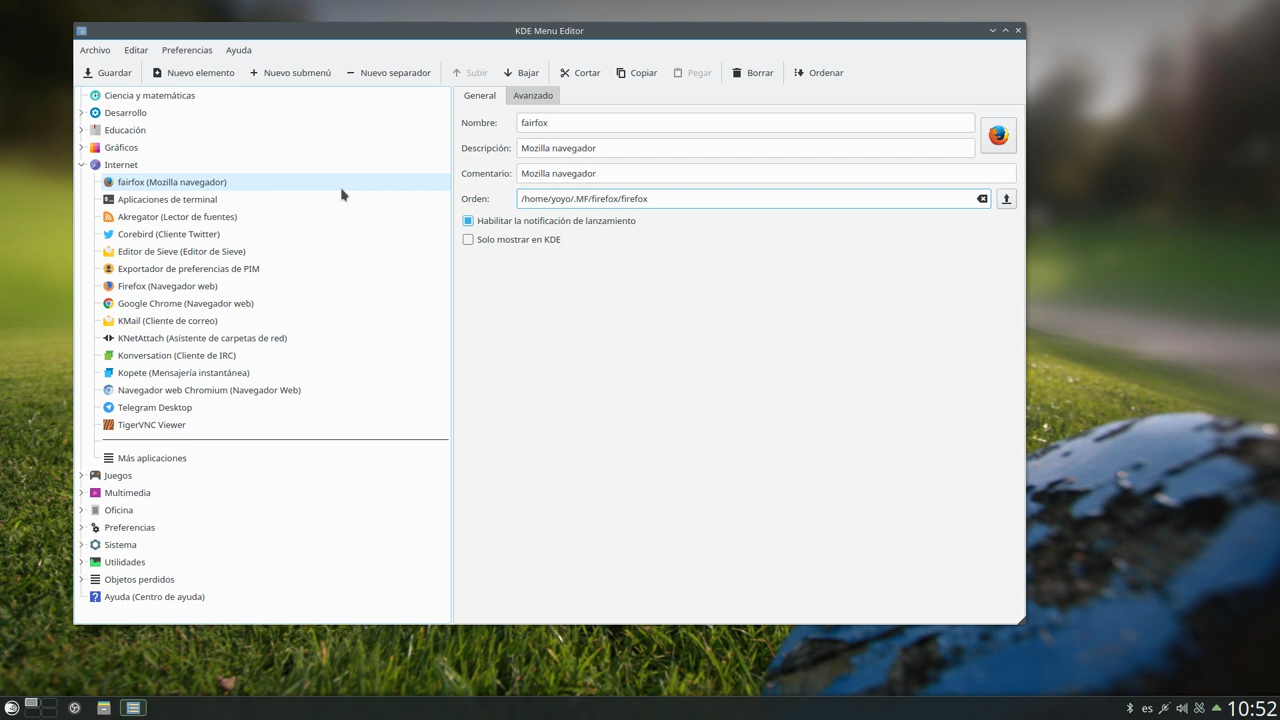 KDE Menu Editor
Archivo Editar Preferencias Ayuda
Guardar Nuevo elemento Nuevo submenú Nuevo separador Subir Bajar Cortar Copiar Pegar Borrar Ordenar
Ciencia y matemáticas
Desarrollo
Educación
Gráficos
Internet
fairfox (Mozilla navegador)
Aplicaciones de terminal
Akregator (Lector de fuentes)
Corebird (Cliente Twitter)
Editor de Sieve (Editor de Sieve)
Exportador de preferencias de PIM
Firefox (Navegador web)
Google Chrome (Navegador web)
KMail (Cliente de correo)
KNetAttach (Asistente de carpetas de red)
Konversation (Cliente de IRC)
Kopete (Mensajería instantánea)
Navegador web Chromium (Navegador Web)
Telegram Desktop
TigerVNC Viewer
Más aplicaciones
Juegos
Multimedia
Oficina
Preferencias
Sistema
Utilidades
Objetos perdidos
Ayuda (Centro de ayuda)
General Avanzado
Nombre: fairfox
Descripción: Mozilla navegador
Comentario: Mozilla navegador
Orden: /home/yoyo/.MF/firefox/firefox
Habilitar la notificación de lanzamiento
Solo mostrar en KDE
es 10:52